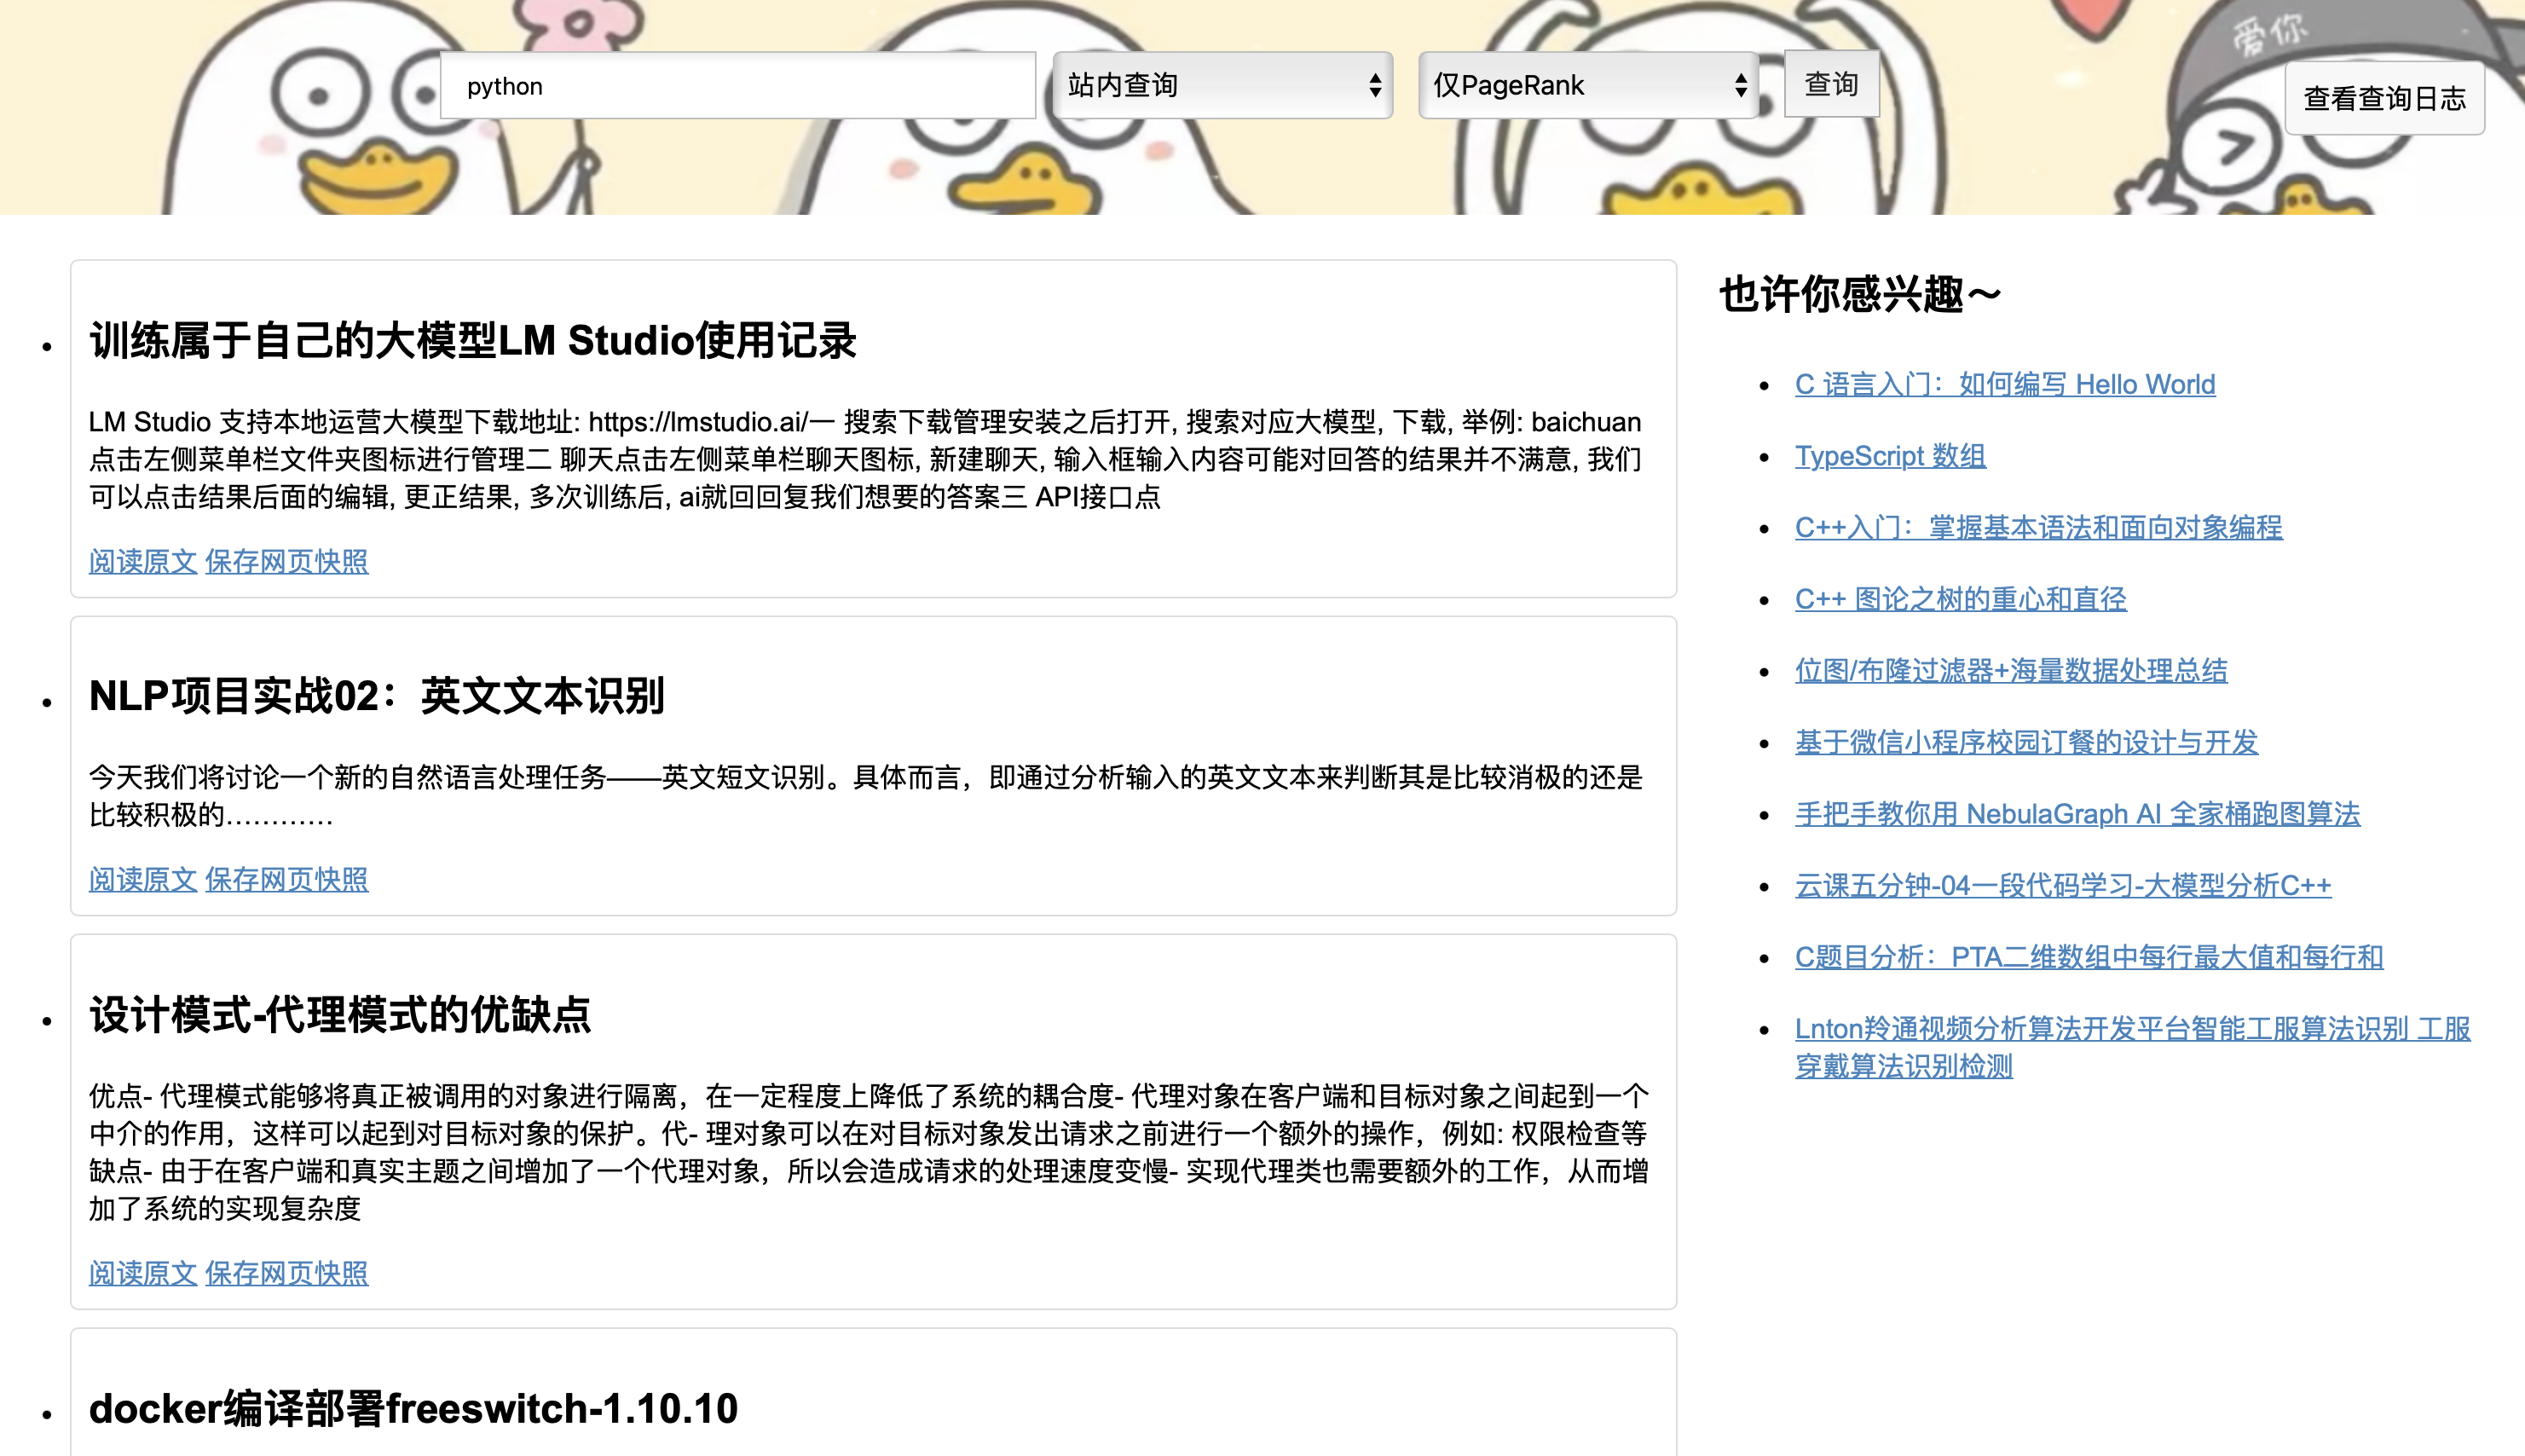 爱你
python
站内查询
仅PageRank
查询
查看查询日志
训练属于自己的大模型LM Studio使用记录
LM Studio 支持本地运营大模型下载地址: https://lmstudio.ai/一 搜索下载管理安装之后打开, 搜索对应大模型, 下载, 举例: baichuan
点击左侧菜单栏文件夹图标进行管理二 聊天点击左侧菜单栏聊天图标, 新建聊天, 输入框输入内容可能对回答的结果并不满意, 我们
可以点击结果后面的编辑, 更正结果, 多次训练后, ai就回回复我们想要的答案三 API接口点
阅读原文 保存网页快照
NLP项目实战02：英文文本识别
今天我们将讨论一个新的自然语言处理任务——英文短文识别。具体而言，即通过分析输入的英文文本来判断其是比较消极的还是
比较积极的…………
阅读原文 保存网页快照
设计模式-代理模式的优缺点
优点- 代理模式能够将真正被调用的对象进行隔离，在一定程度上降低了系统的耦合度- 代理对象在客户端和目标对象之间起到一个
中介的作用，这样可以起到对目标对象的保护。代- 理对象可以在对目标对象发出请求之前进行一个额外的操作，例如: 权限检查等
缺点- 由于在客户端和真实主题之间增加了一个代理对象，所以会造成请求的处理速度变慢- 实现代理类也需要额外的工作，从而增
加了系统的实现复杂度
阅读原文 保存网页快照
docker编译部署freeswitch-1.10.10
也许你感兴趣～
C 语言入门：如何编写 Hello World
TypeScript 数组
C++入门：掌握基本语法和面向对象编程
C++ 图论之树的重心和直径
位图/布隆过滤器+海量数据处理总结
基于微信小程序校园订餐的设计与开发
手把手教你用 NebulaGraph AI 全家桶跑图算法
云课五分钟-04一段代码学习-大模型分析C++
C题目分析：PTA二维数组中每行最大值和每行和
Lnton羚通视频分析算法开发平台智能工服算法识别 工服
穿戴算法识别检测